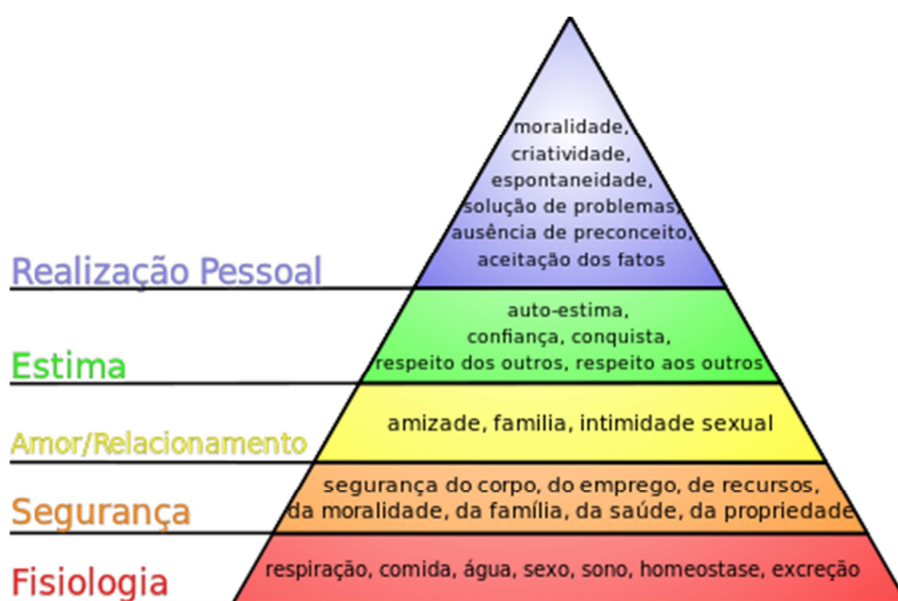 moralidade,
criatividade,
espontaneidade,
solução de problemas,
ausência de preconceito,
aceitação dos fatos
Realização Pessoal
auto-estima,
confiança, conquista,
respeito dos outros, respeito aos outros
Estima
amizade, familia, intimidade sexual
Amor/Relacionamento
segurança do corpo, do emprego, de recursos,
da moralidade, da família, da saúde, da propriedade
Segurança
respiração, comida, água, sexo, sono, homeostase, excreção
Fisiologia